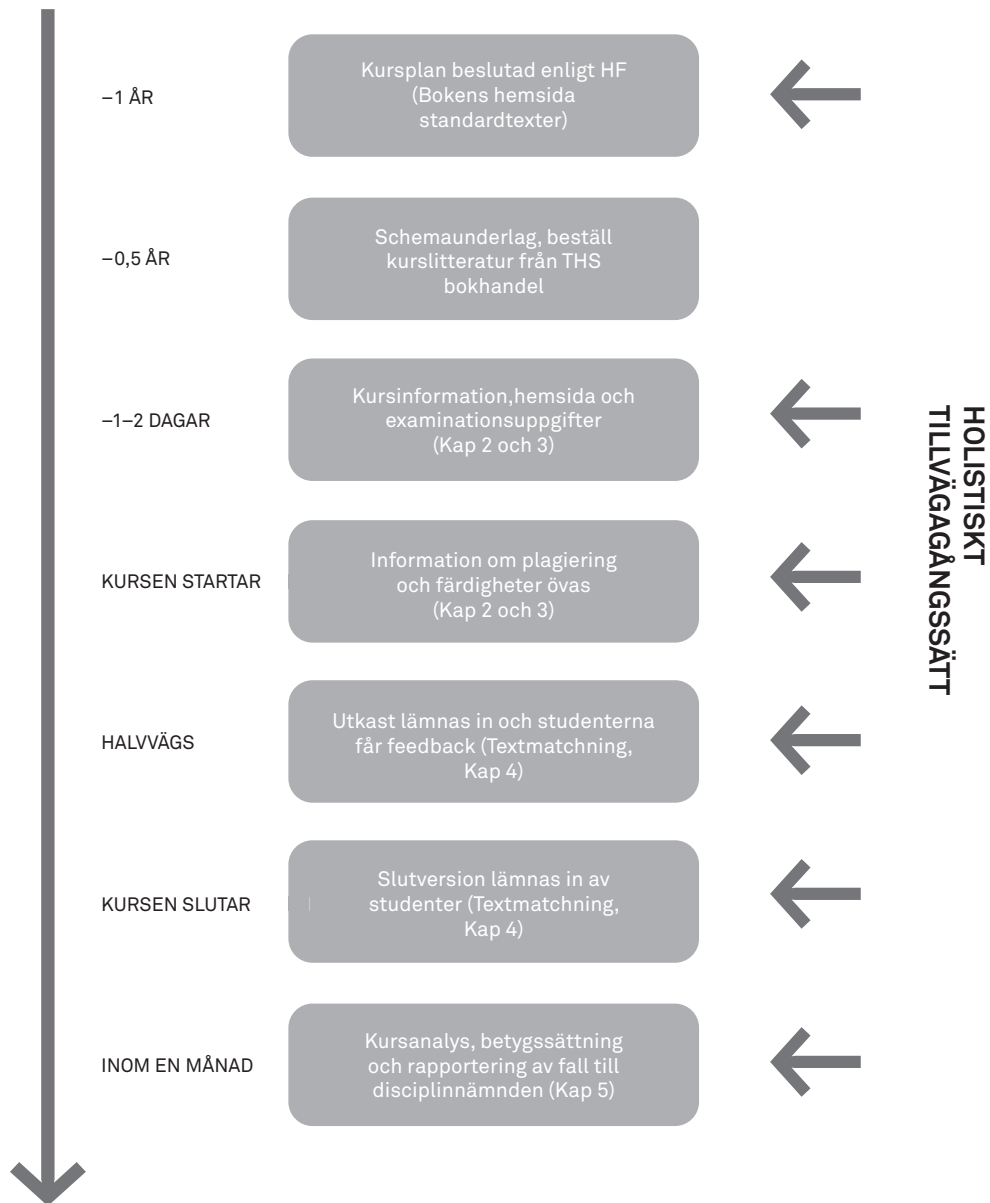 –1 ÅR
Kursplan beslutad enligt HF
(Bokens hemsida
standardtexter)
–0,5 ÅR
Schemaunderlag, beställ
kurslitteratur från THS
bokhandel
–1–2 DAGAR
Kursinformation,hemsida och
examinationsuppgifter
(Kap 2 och 3)
KURSEN STARTAR
Information om plagiering
och färdigheter övas
(Kap 2 och 3)
HALVVÄGS
Utkast lämnas in och studenterna
får feedback (Textmatchning,
Kap 4)
KURSEN SLUTAR
Slutversion lämnas in av
studenter (Textmatchning,
Kap 4)
INOM EN MÅNAD
Kursanalys, betygssättning
och rapportering av fall till
disciplinnämnden (Kap 5)
HOLISTISKT
TILLVÄGAGÅNGSSÄTT